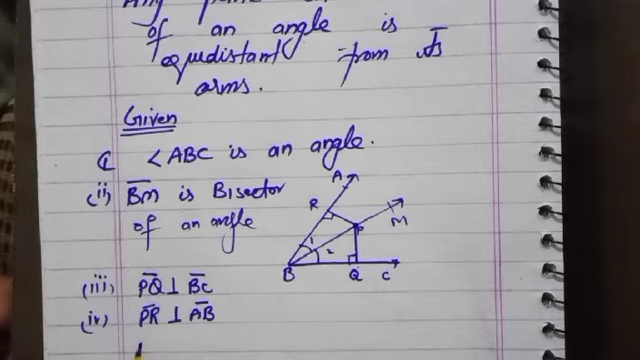 Any
of an angle is
equidistant from its
arms.
Given
∠ABC is an angle.
(ii) BM is Bisector
of an angle
(iii) PQ ⊥ BC
(iv) PR ⊥ AB
A
R
P
M
1
2
B
Q
C